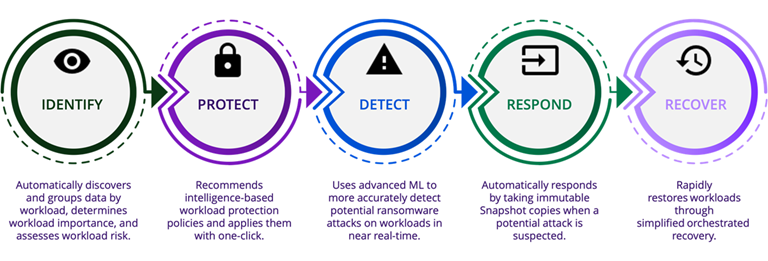 IDENTIFY
PROTECT
DETECT
RESPOND
RECOVER
Automatically discovers
and groups data by
workload, determines
workload importance, and
assesses workload risk.
Recommends
intelligence-based
workload protection
policies and applies them
with one-click.
Uses advanced ML to
more accurately detect
potential ransomware
attacks on workloads in
near real-time.
Automatically responds
by taking immutable
Snapshot copies when a
potential attack is
suspected.
Rapidly
restores workloads
through
simplified orchestrated
recovery.